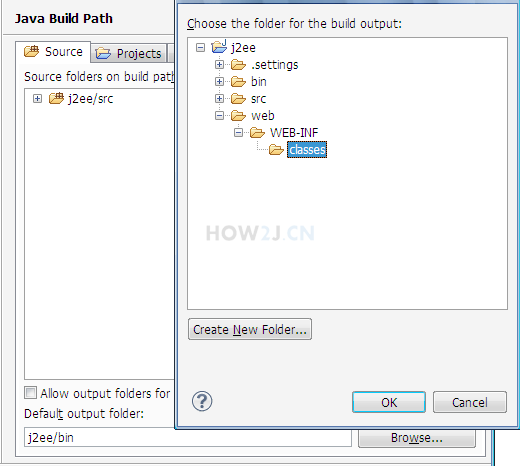 Java Build Path
Source
Projects
Source folders on build pat
j2ee/src
Allow output folders for
Default output folder:
j2ee/bin
Browse...
Choose the folder for the build output:
j2ee
.settings
bin
src
web
WEB-INF
classes
HOW2J.CN
Create New Folder...
?
OK
Cancel